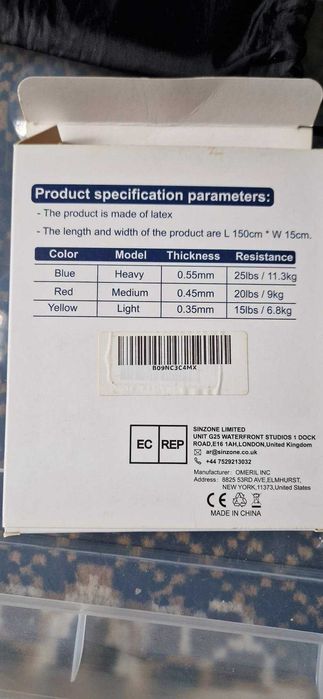 Product specification parameters:
- The product is made of latex
- The length and width of the product are L 150cm * W 15cm.
Color Model Thickness Resistance
Blue Heavy 0.55mm 25lbs / 11.3kg
Red Medium 0.45mm 20lbs / 9kg
Yellow Light 0.35mm 15lbs / 6.8kg
B09NC3C4MX
EC REP
SINZONE LIMITED
UNIT G25 WATERFRONT STUDIOS 1 DOCK
ROAD,E16 1AH,LONDON,United Kingdom
ar@sinzone.co.uk
+44 7529213032
Manufacturer: OMERIL INC
Address: 8825 53RD AVE,ELMHURST,
NEW YORK,11373,United States
CE
MADE IN CHINA